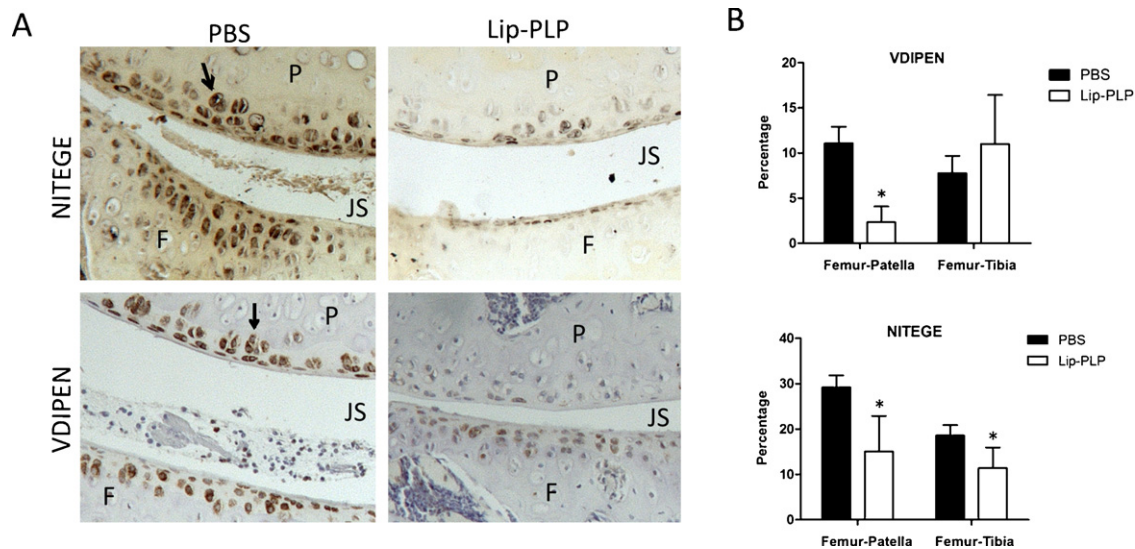 A
PBS
Lip-PLP
NITEGE
P
F
JS
P
JS
F
VDIPEN
P
JS
F
P
JS
F
B
VDIPEN
PBS
Lip-PLP
Percentage
20
15
10
5
0
*
Femur-Patella
Femur-Tibia
NITEGE
PBS
Lip-PLP
Percentage
40
30
20
10
0
*
*
Femur-Patella
Femur-Tibia